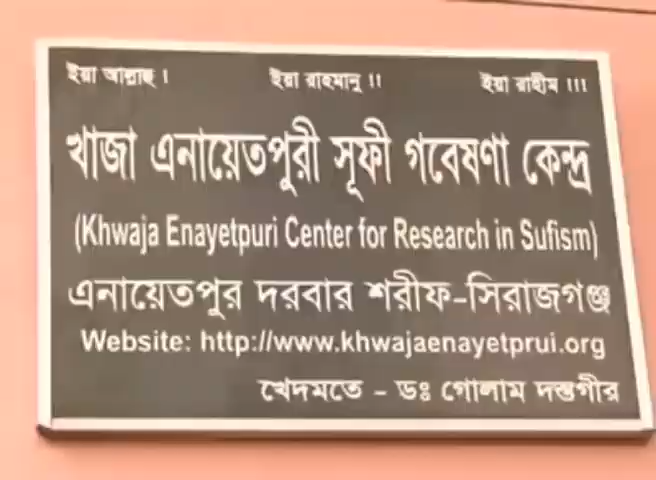 ইয়া আল্লাহু ! ইয়া রাহমানু !! ইয়া রাহীম !!!
খাজা এনায়েতপুরী সূফী গবেষণা কেন্দ্র
(Khwaja Enayetpuri Center for Research in Sufism)
এনায়েতপুর দরবার শরীফ-সিরাজগঞ্জ
Website: http://www.khwajaenayetprui.org
খেদমতে - ডঃ গোলাম দস্তগীর